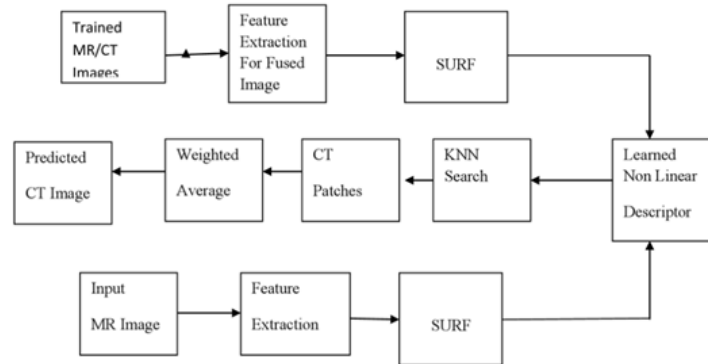 Trained
MR/CT
Images
Feature
Extraction
For Fused
Image
SURF
Predicted
CT Image
Weighted
Average
CT
Patches
KNN
Search
Learned
Non Linear
Descriptor
Input
MR Image
Feature
Extraction
SURF